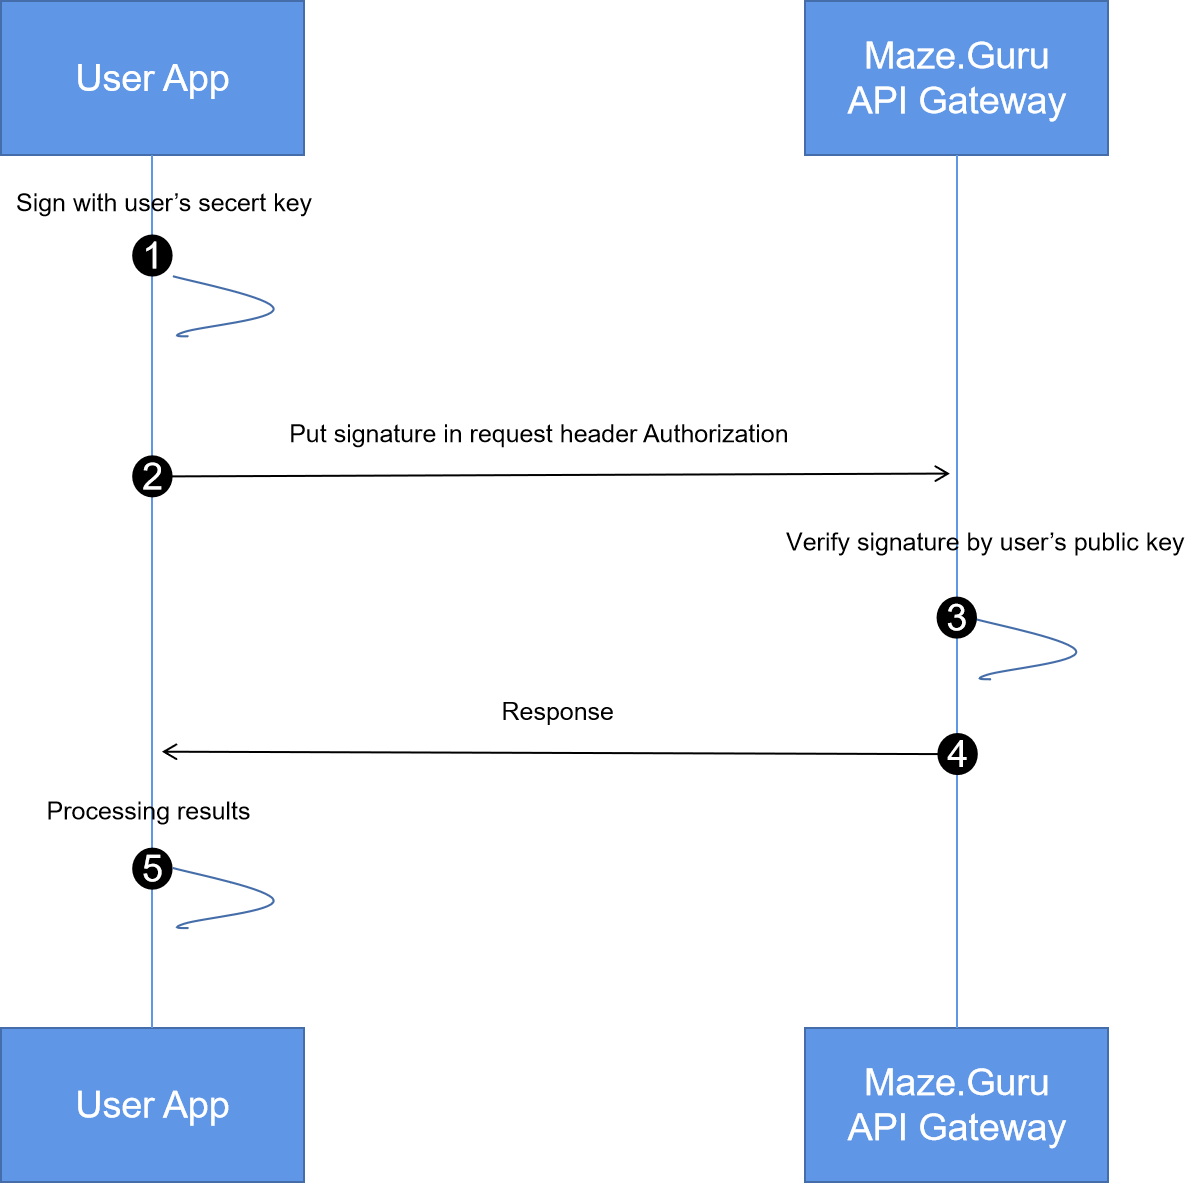 User App
Maze.Guru
API Gateway
Sign with user’s secert key
1
Put signature in request header Authorization
2
Verify signature by user’s public key
3
Response
4
Processing results
5
User App
Maze.Guru
API Gateway